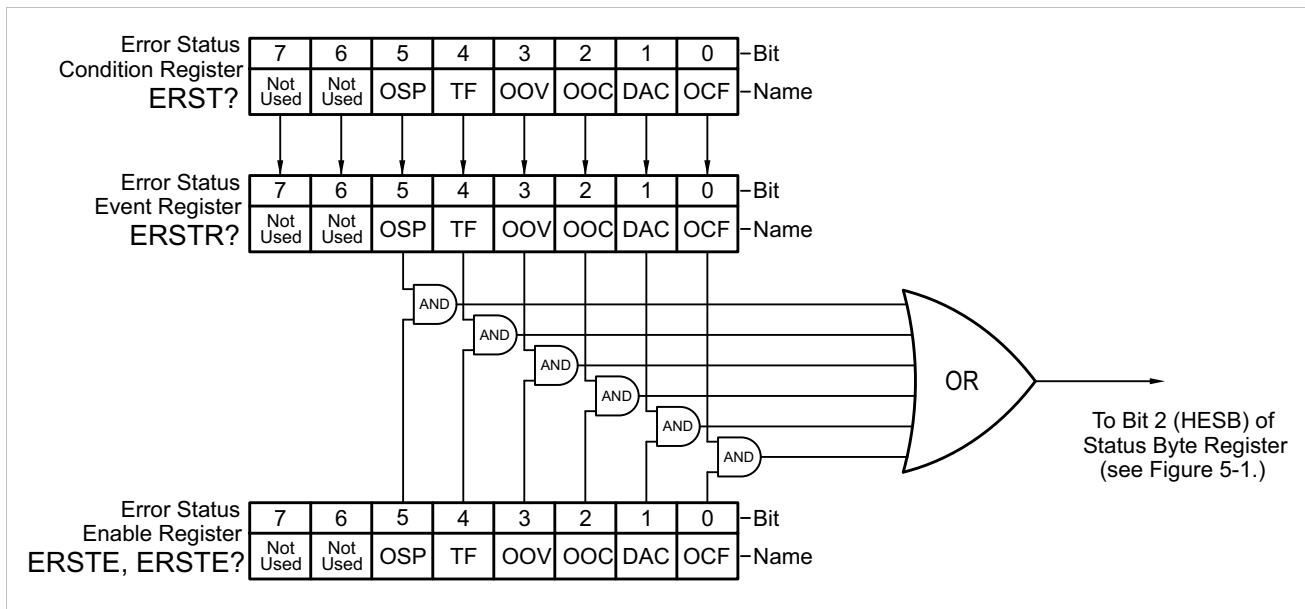 Error Status
Condition Register
ERST?
7 6 5 4 3 2 1 0 Bit
Not Used Not Used OSP TF OOV OOC DAC OCF Name
Error Status
Event Register
ERSTR?
7 6 5 4 3 2 1 0 Bit
Not Used Not Used OSP TF OOV OOC DAC OCF Name
AND
AND
AND
AND
AND
AND
OR
To Bit 2 (HESB) of
Status Byte Register
(see Figure 5-1.)
Error Status
Enable Register
ERSTE, ERSTE?
7 6 5 4 3 2 1 0 Bit
Not Used Not Used OSP TF OOV OOC DAC OCF Name